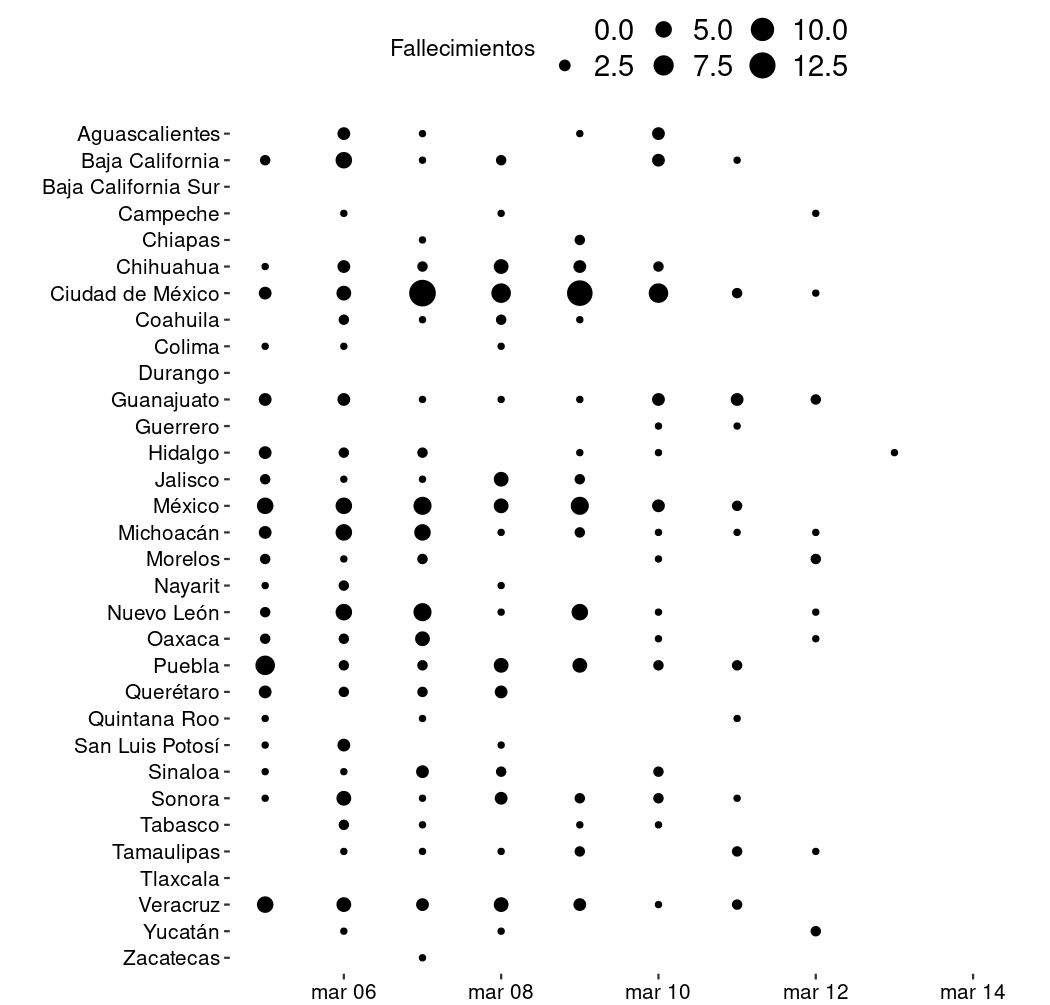 Fallecimientos
0.0 5.0 10.0
2.5 7.5 12.5
Aguascalientes
Baja California
Baja California Sur
Campeche
Chiapas
Chihuahua
Ciudad de México
Coahuila
Colima
Durango
Guanajuato
Guerrero
Hidalgo
Jalisco
México
Michoacán
Morelos
Nayarit
Nuevo León
Oaxaca
Puebla
Querétaro
Quintana Roo
San Luis Potosí
Sinaloa
Sonora
Tabasco
Tamaulipas
Tlaxcala
Veracruz
Yucatán
Zacatecas
mar 06 mar 08 mar 10 mar 12 mar 14